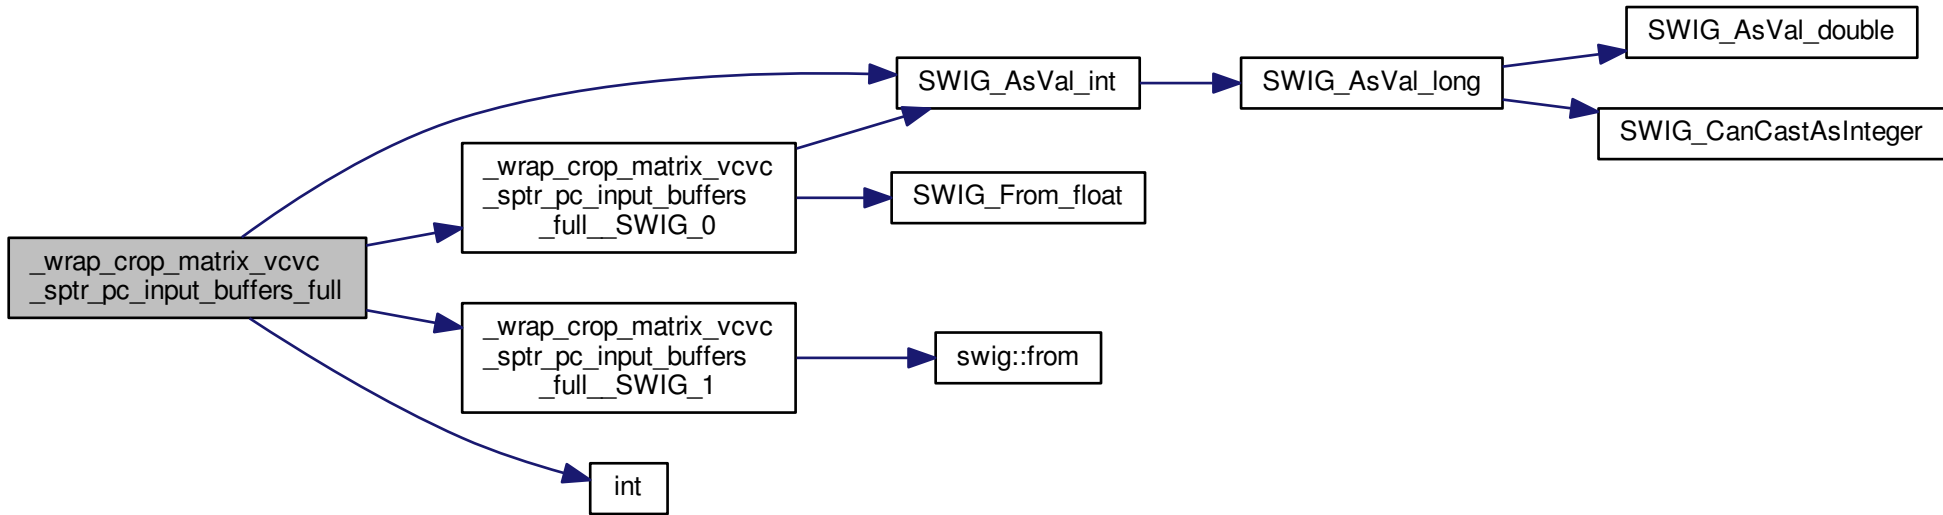 _wrap_crop_matrix_vcvc
_sptr_pc_input_buffers_full
_wrap_crop_matrix_vcvc
_sptr_pc_input_buffers
_full__SWIG_0
_wrap_crop_matrix_vcvc
_sptr_pc_input_buffers
_full__SWIG_1
int
SWIG_AsVal_int
SWIG_From_float
swig::from
SWIG_AsVal_long
SWIG_AsVal_double
SWIG_CanCastAsInteger